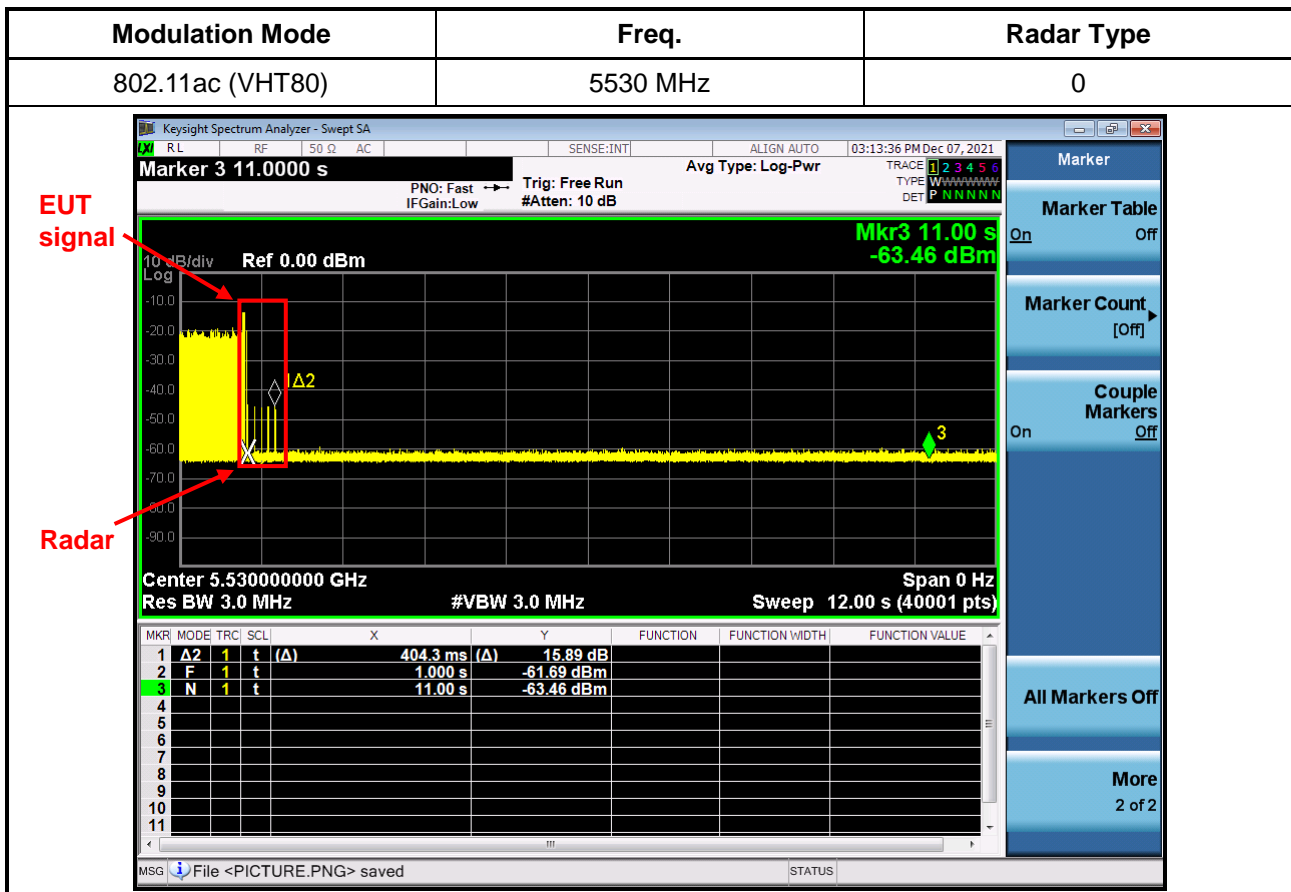 Modulation Mode Freq. Radar Type
802.11ac (VHT80) 5530 MHz 0
Keysight Spectrum Analyzer - Swept SA
LXI RL RF 50 Ω AC SENSE:INT ALIGN AUTO 03:13:36 PM Dec 07, 2021
Marker 3 11.0000 s
PNO: Fast
IFGain:Low
Trig: Free Run
#Atten: 10 dB
Avg Type: Log-Pwr
TRACE 1 2 3 4 5 6
TYPE WWWWWW
DET P N N N N N
EUT
signal
Mkr3 11.00 s
-63.46 dBm
10 dB/div Ref 0.00 dBm
Log
-10.0
-20.0
-30.0
-40.0
-50.0
-60.0
-70.0
-80.0
-90.0
1Δ2
X
3
Radar
Center 5.530000000 GHz Span 0 Hz
Res BW 3.0 MHz #VBW 3.0 MHz Sweep 12.00 s (40001 pts)
MKR MODE TRC SCL X Y FUNCTION FUNCTION WIDTH FUNCTION VALUE
1 Δ2 1 t (Δ) 404.3 ms (Δ) 15.89 dB
2 F 1 t 1.000 s -61.69 dBm
3 N 1 t 11.00 s -63.46 dBm
4
5
6
7
8
9
10
11
MSG File <PICTURE.PNG> saved STATUS
Marker
Marker Table
On Off
Marker Count
[Off]
Couple
Markers
On Off
All Markers Off
More
2 of 2